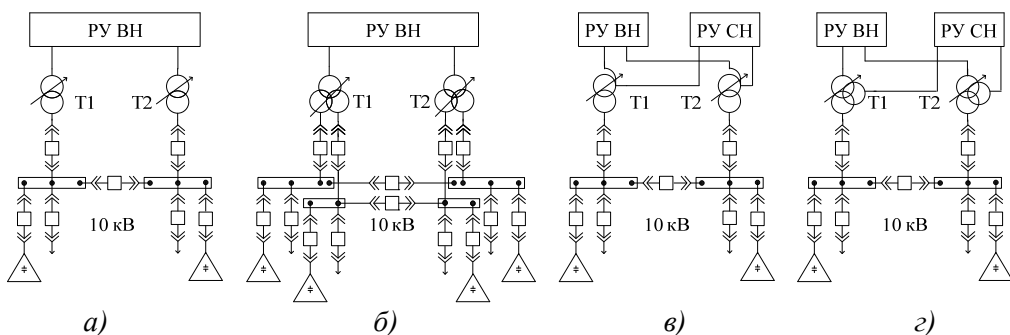 РУ ВН РУ ВН РУ ВН РУ СН РУ ВН РУ СН
Т1 Т2 Т1 Т2 Т1 Т2 Т1 Т2
10 кВ 10 кВ 10 кВ 10 кВ
а) б) в) г)